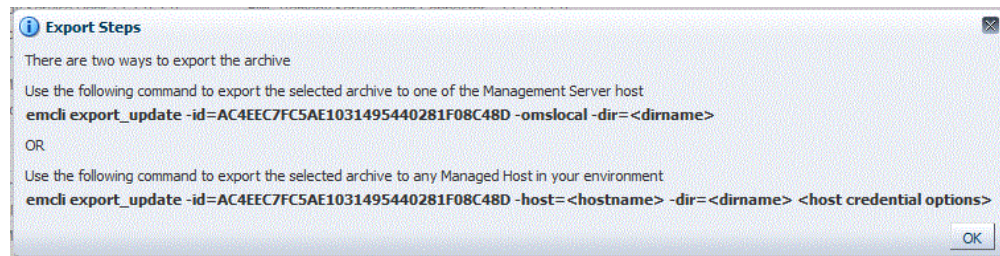 Export Steps
There are two ways to export the archive
Use the following command to export the selected archive to one of the Management Server host
emcli export_update -id=AC4EEC7FC5AE1031495440281F08C48D -omslocal -dir=<dirname>
OR
Use the following command to export the selected archive to any Managed Host in your environment
emcli export_update -id=AC4EEC7FC5AE1031495440281F08C48D -host=<hostname> -dir=<dirname> <host credential options>
OK